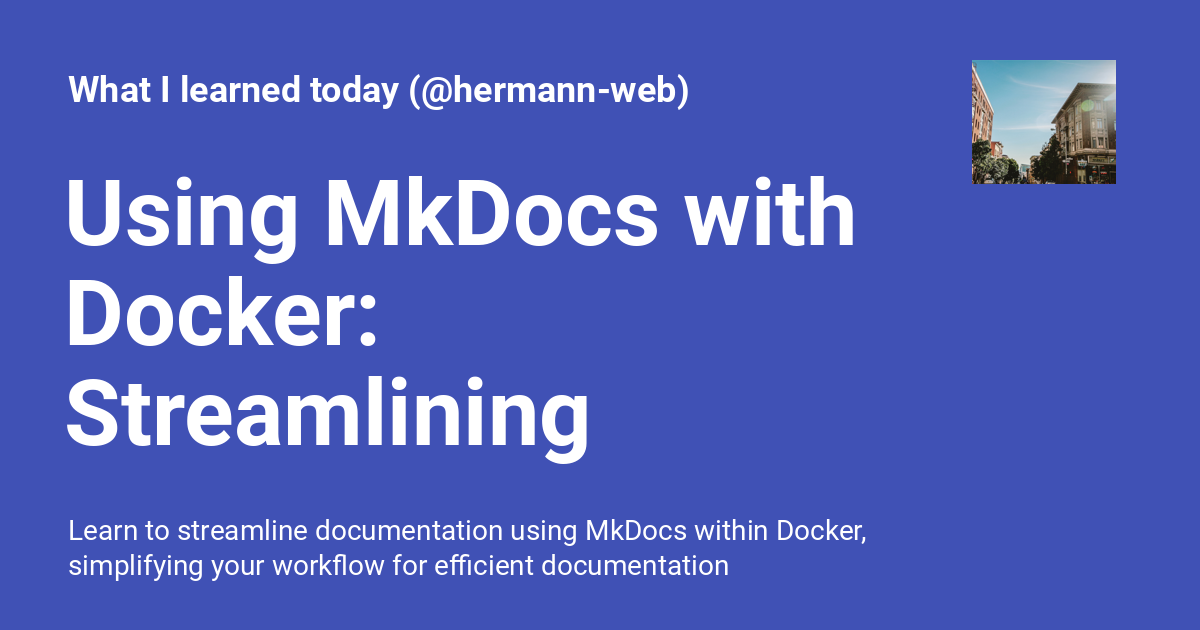 What I learned today (@hermann-web)
Using MkDocs with
Docker:
Streamlining
Learn to streamline documentation using MkDocs within Docker,
simplifying your workflow for efficient documentation